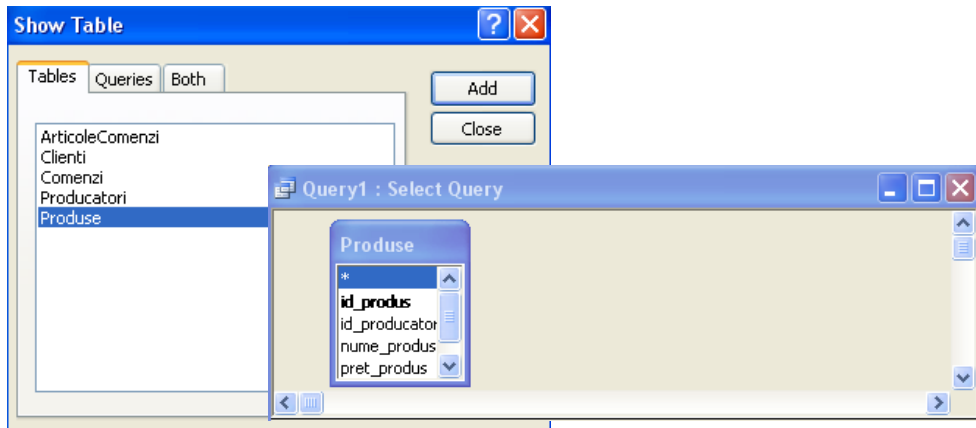 Show Table
Tables Queries Both
Add
Close
ArticoleComenzi
Clienti
Comenzi
Producatori
Produse
Query1 : Select Query
Produse
*
id_produs
id_producator
nume_produs
pret_produs